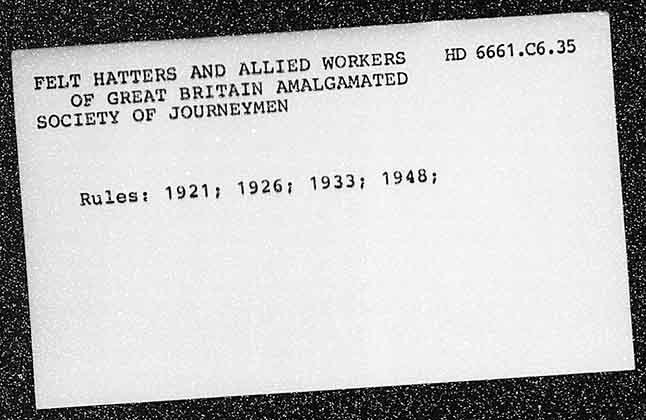 FELT HATTERS AND ALLIED WORKERS HD 6661.C6.35
OF GREAT BRITAIN AMALGAMATED
SOCIETY OF JOURNEYMEN
Rules: 1921; 1926; 1933; 1948;